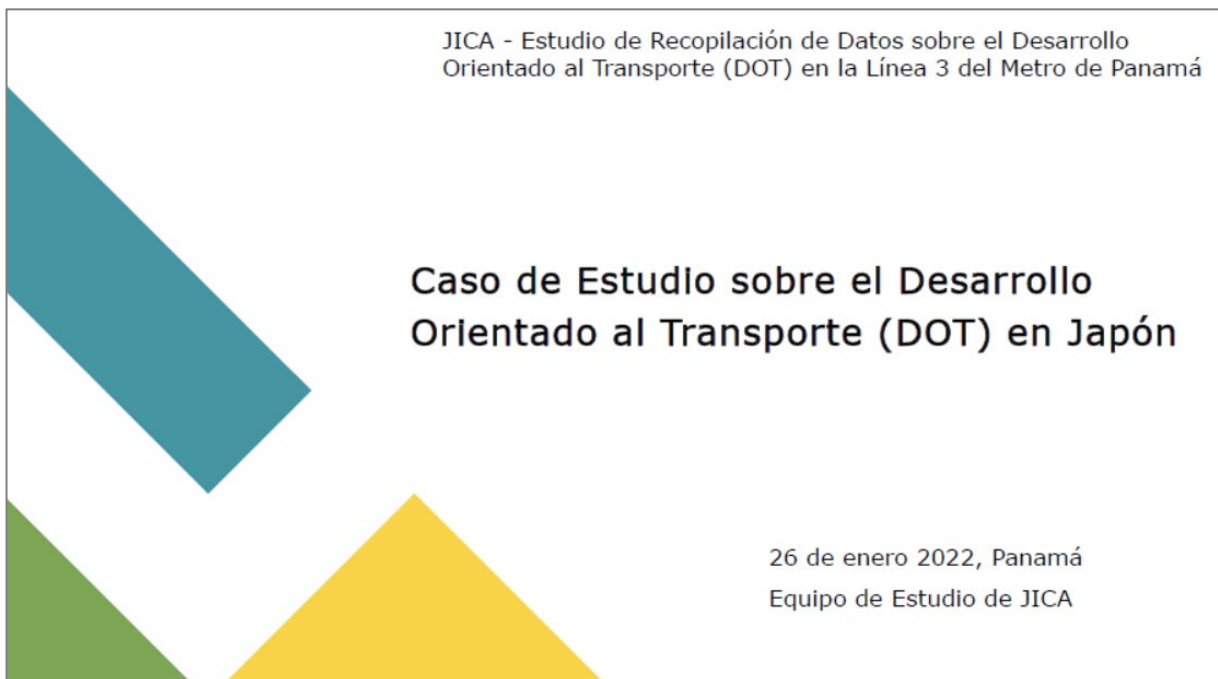 JICA - Estudio de Recopilación de Datos sobre el Desarrollo
Orientado al Transporte (DOT) en la Línea 3 del Metro de Panamá
Caso de Estudio sobre el Desarrollo
Orientado al Transporte (DOT) en Japón
26 de enero 2022, Panamá
Equipo de Estudio de JICA